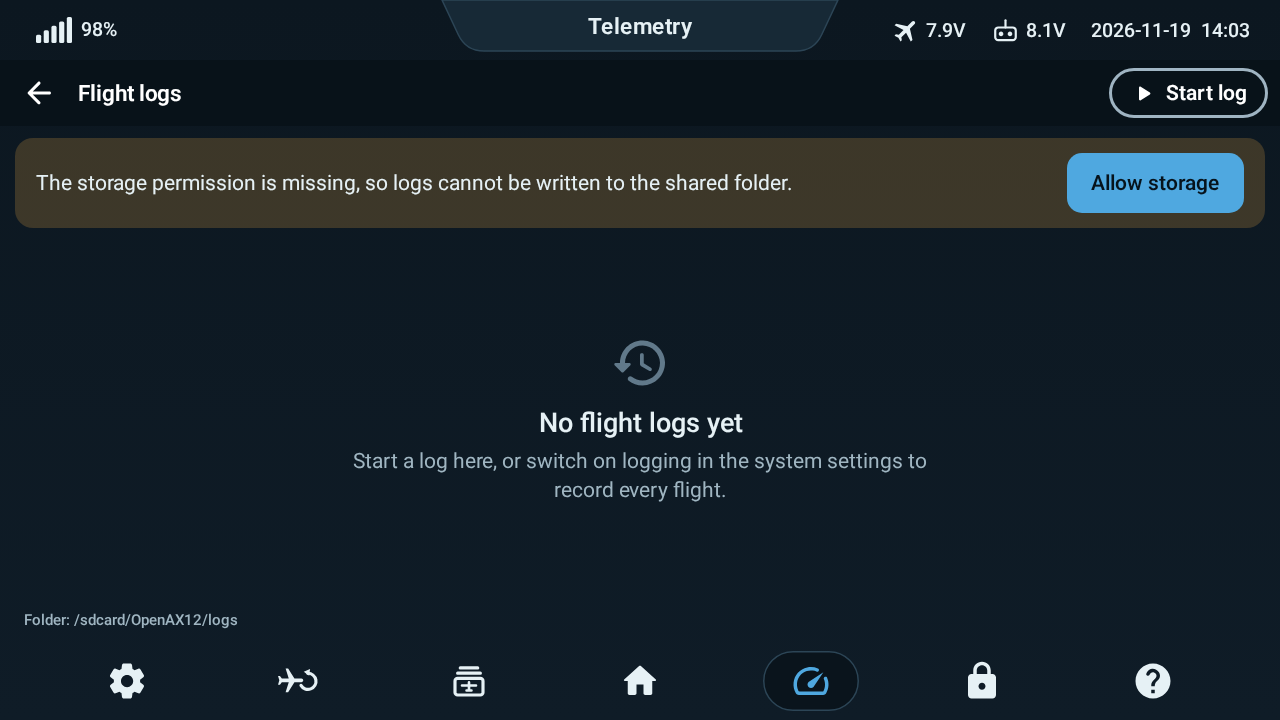 98%
Telemetry
7.9V
8.1V
2026-11-19 14:03
Flight logs
Start log
The storage permission is missing, so logs cannot be written to the shared folder.
Allow storage
No flight logs yet
Start a log here, or switch on logging in the system settings to
record every flight.
Folder: /sdcard/OpenAX12/logs